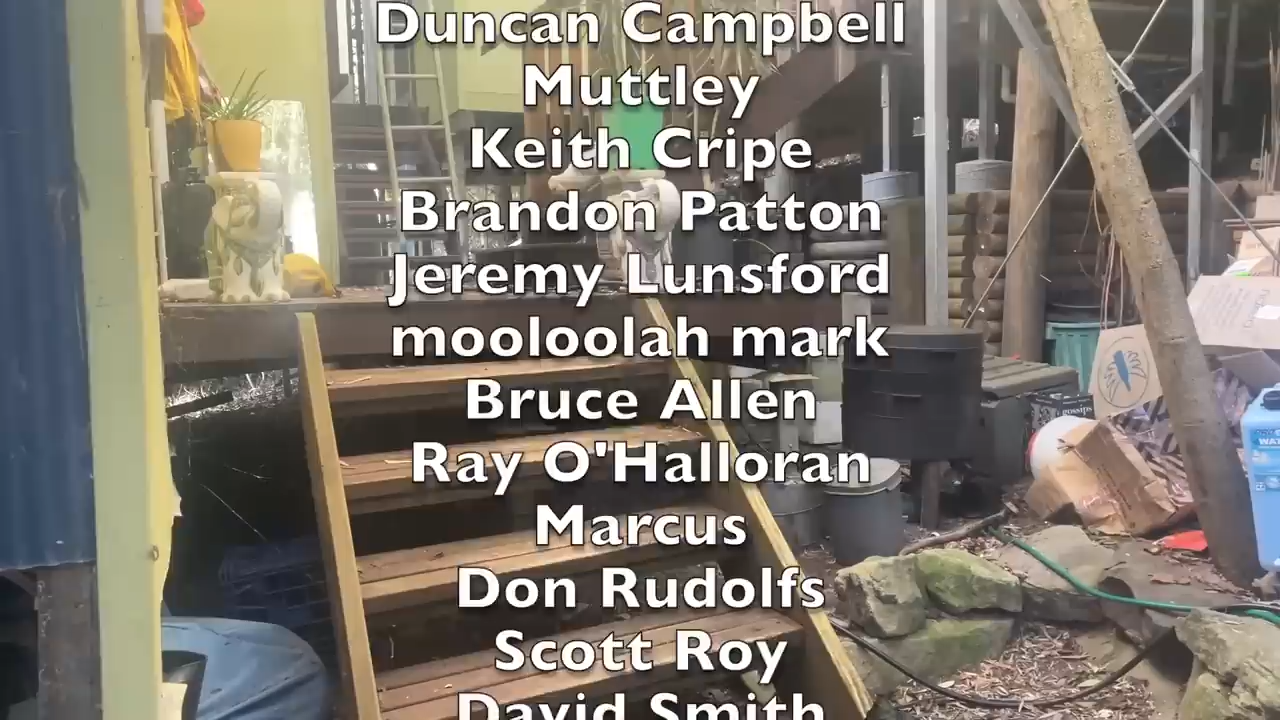 Duncan Campbell
Muttley
Keith Cripe
Brandon Patton
Jeremy Lunsford
mooloolah mark
Bruce Allen
Ray O'Halloran
Marcus
Don Rudolfs
Scott Roy
David Smith